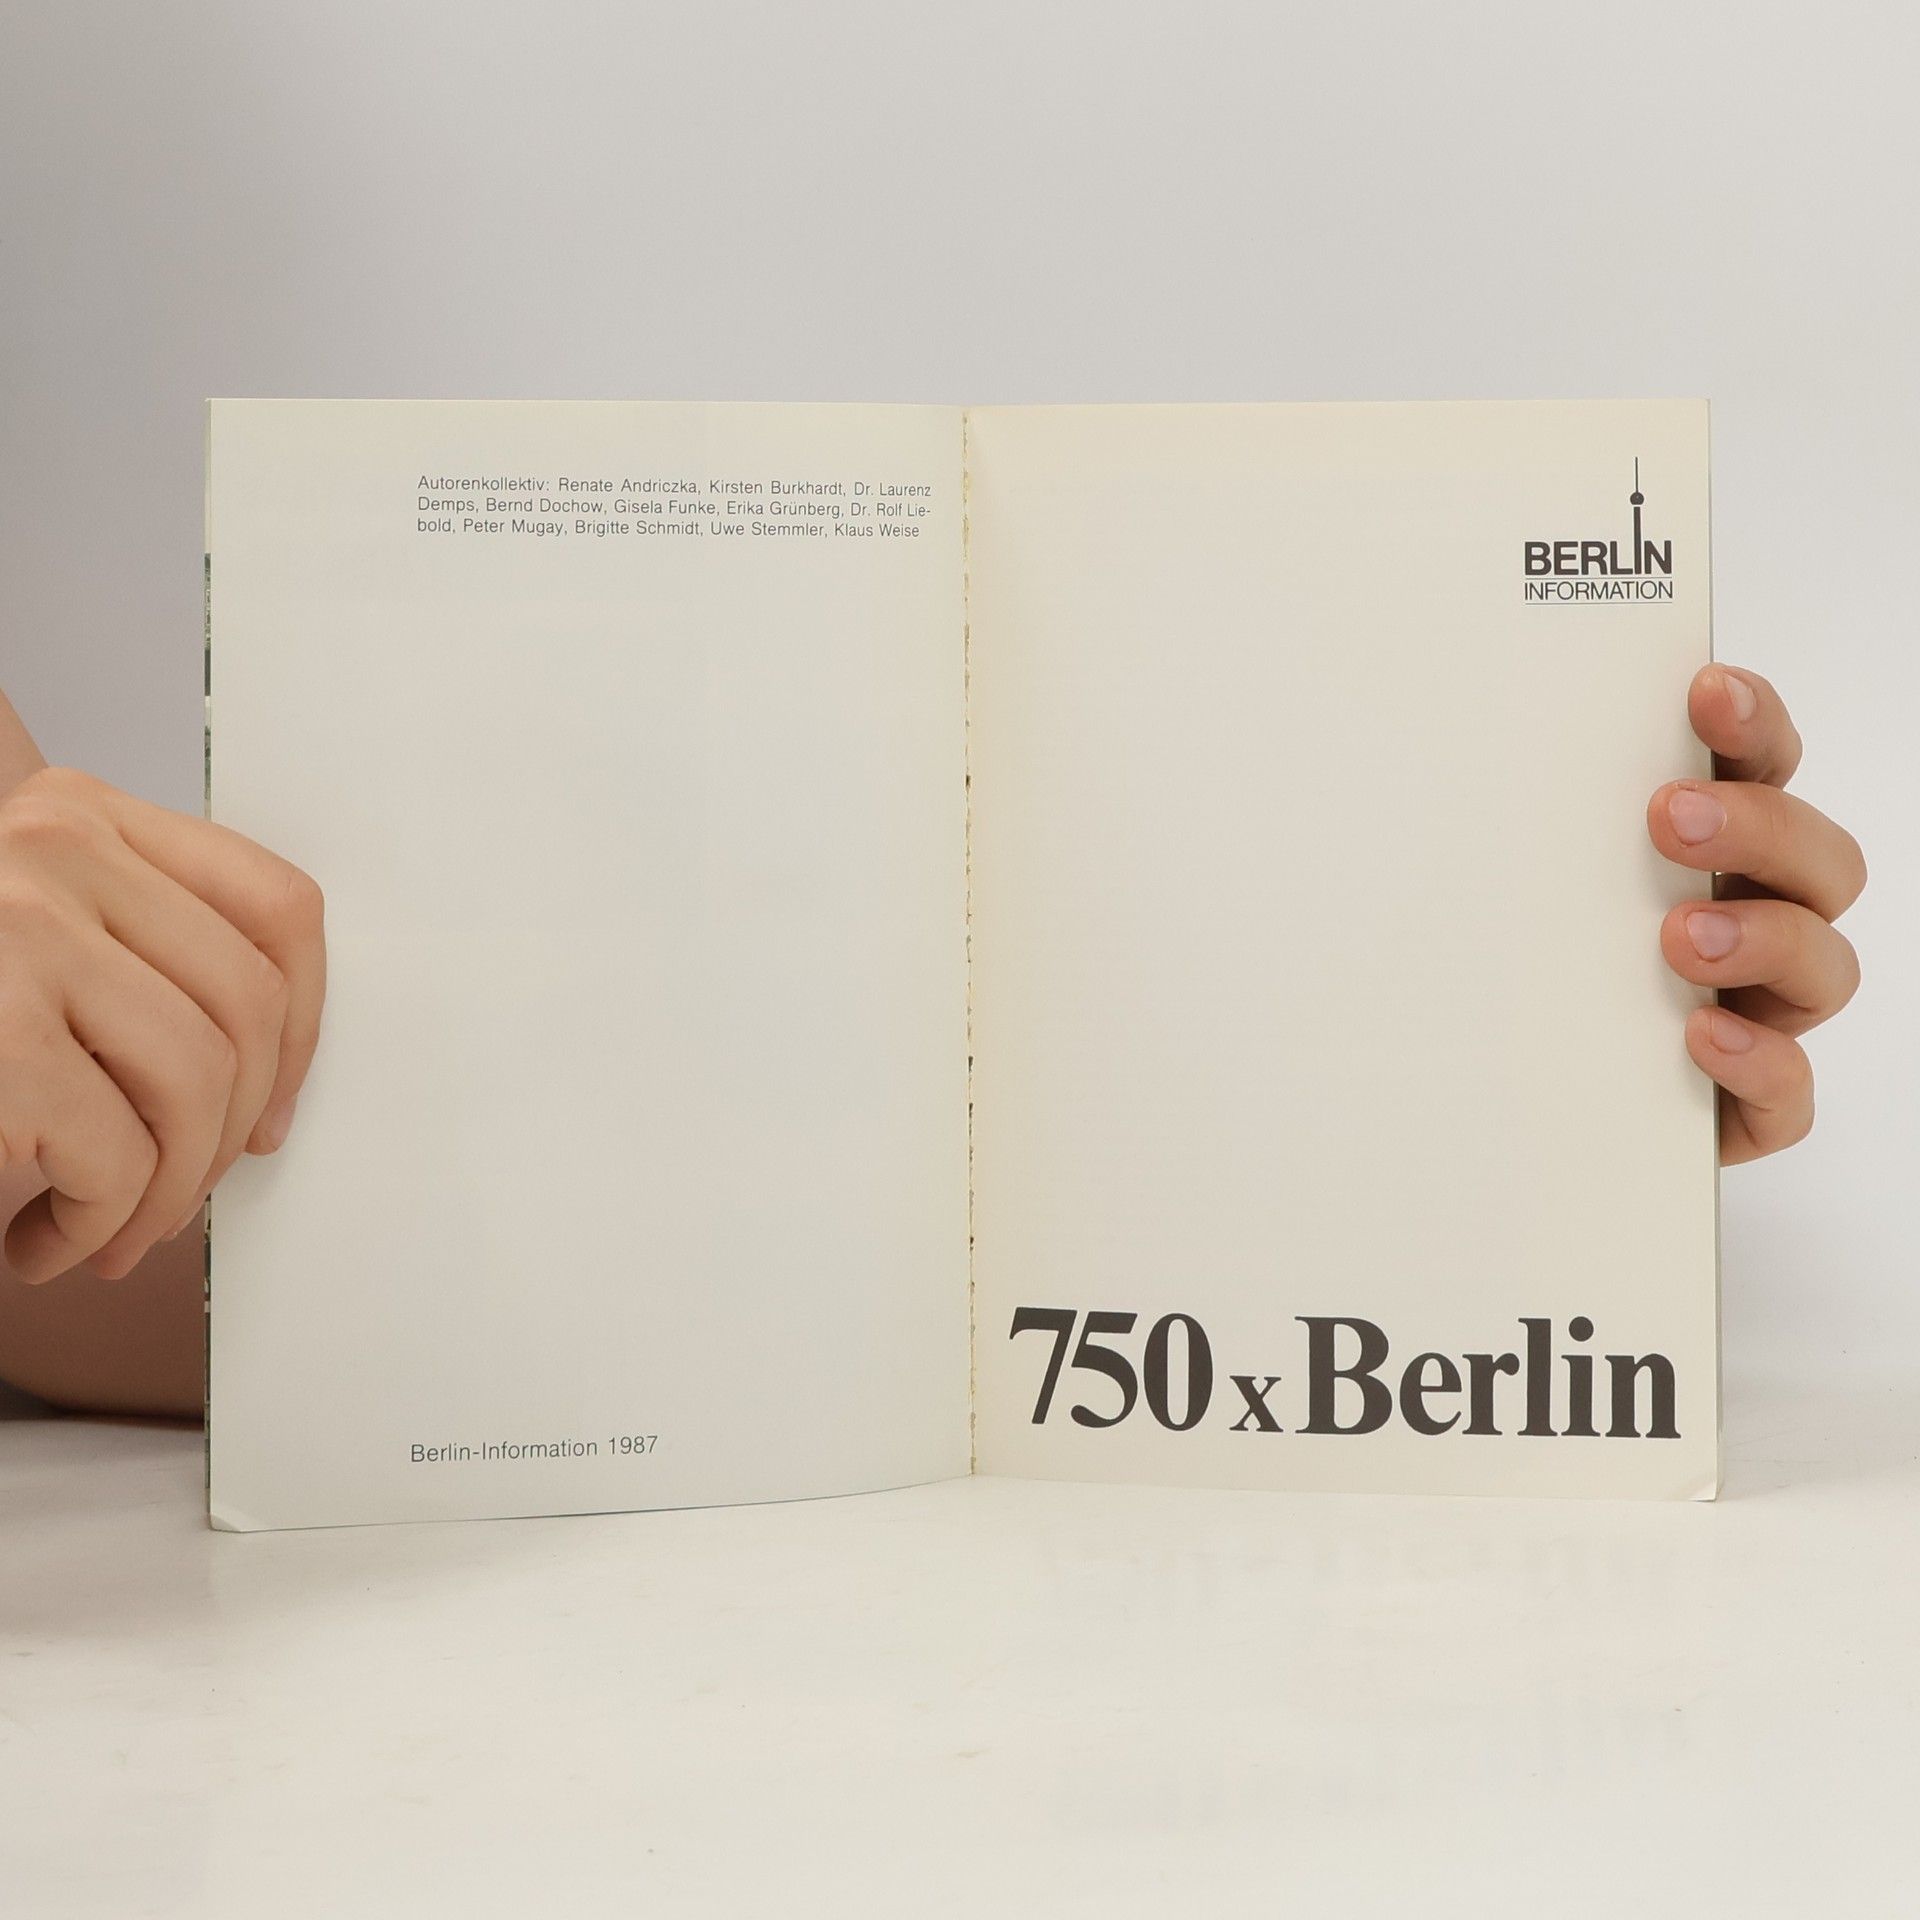 Autorenkollektiv: Renate Andriczka, Kirsten Burkhardt, Dr. Laurenz
Demps, Bernd Dochow, Gisela Funke, Erika Grünberg, Dr. Rolf Lie-
bold, Peter Mugay, Brigitte Schmidt, Uwe Stemmler, Klaus Weise
Berlin-Information 1987
BERLIN
INFORMATION
750 x Berlin